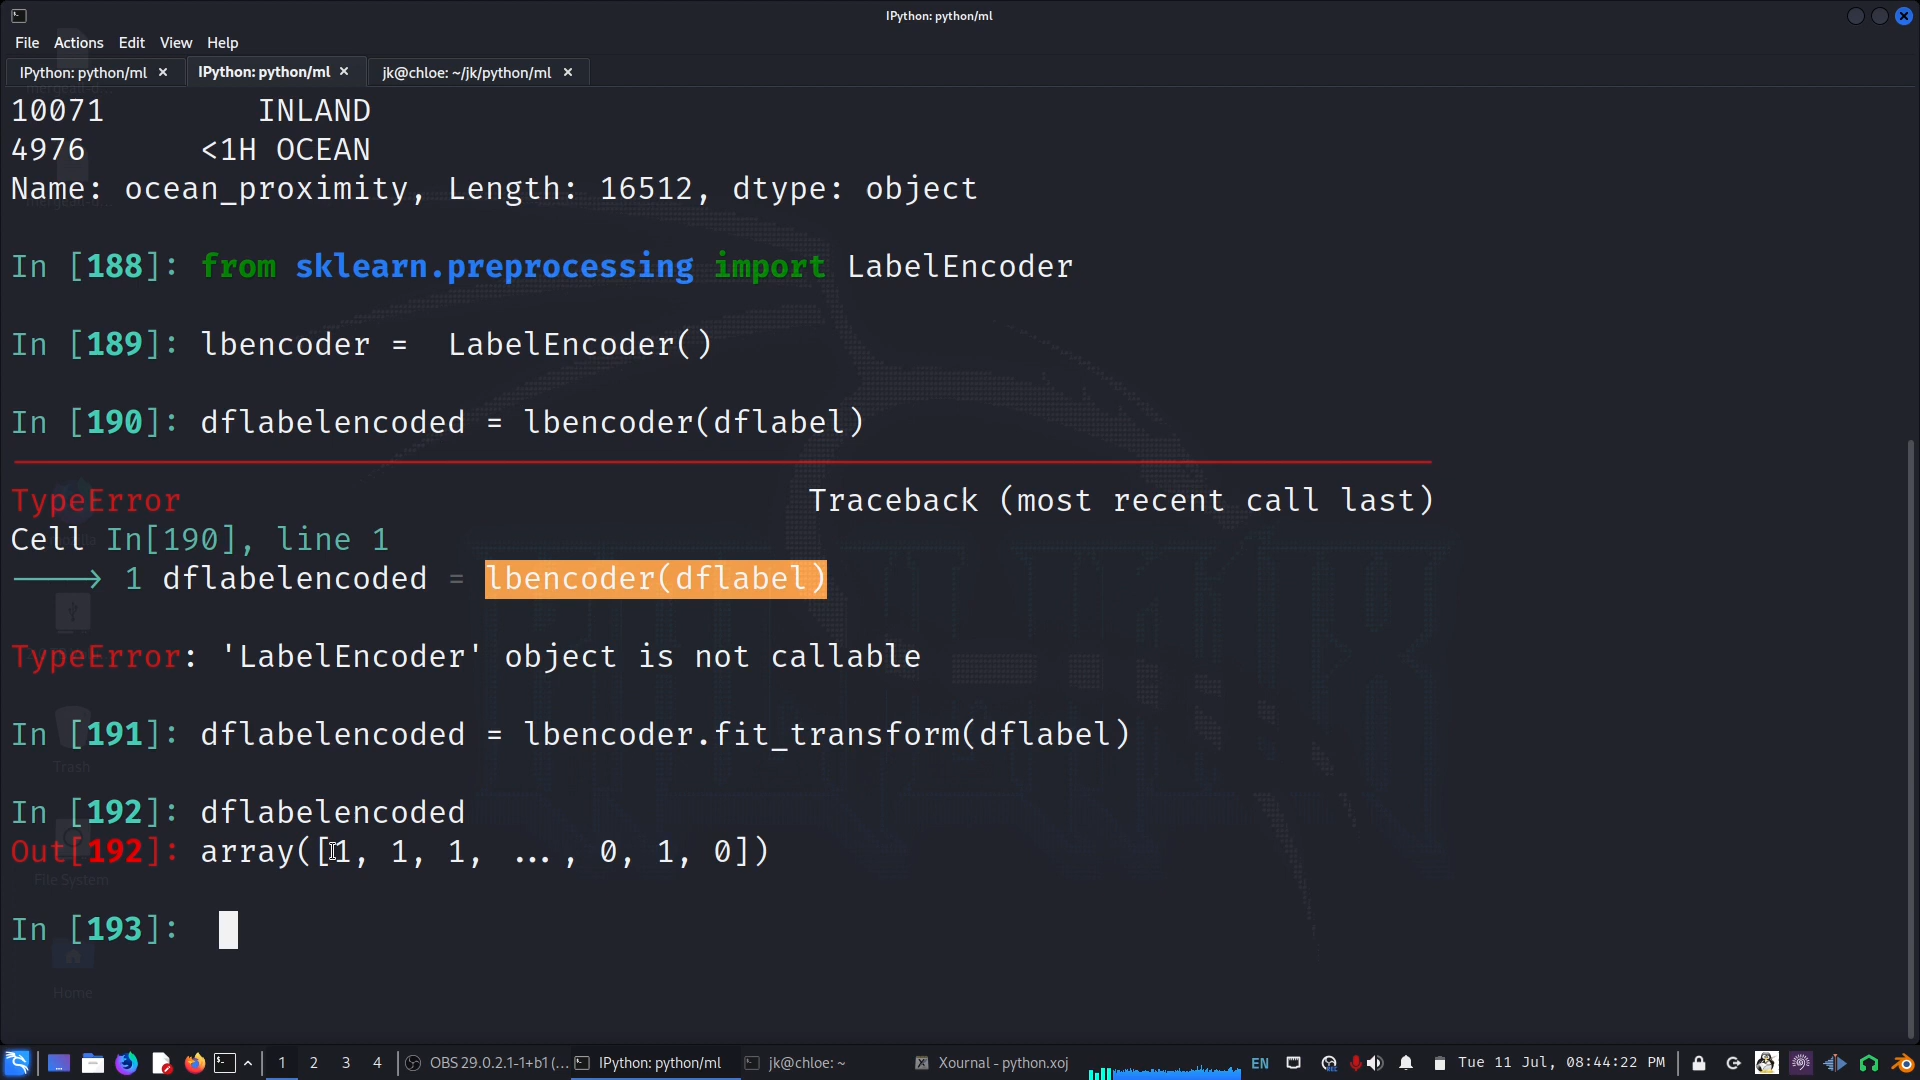 IPython: python/ml
File Actions Edit View Help
IPython: python/ml × IPython: python/ml × jk@chloe: ~/jk/python/ml ×
10071 INLAND
4976 <1H OCEAN
Name: ocean_proximity, Length: 16512, dtype: object
In [188]: from sklearn.preprocessing import LabelEncoder
In [189]: lbencoder =  LabelEncoder()
In [190]: dflabelencoded = lbencoder(dflabel)
TypeError Traceback (most recent call last)
Cell In[190], line 1
1 dflabelencoded = lbencoder(dflabel)
TypeError: 'LabelEncoder' object is not callable
In [191]: dflabelencoded = lbencoder.fit_transform(dflabel)
Trash
In [192]: dflabelencoded
Out[192]: array([1, 1, 1, ..., 0, 1, 0])
File System
In [193]:
Home
1 2 3 4 OBS 29.0.2.1-1+b1 (... IPython: python/ml jk@chloe: ~ Xournal - python.xoj EN Tue 11 Jul, 08:44:22 PM